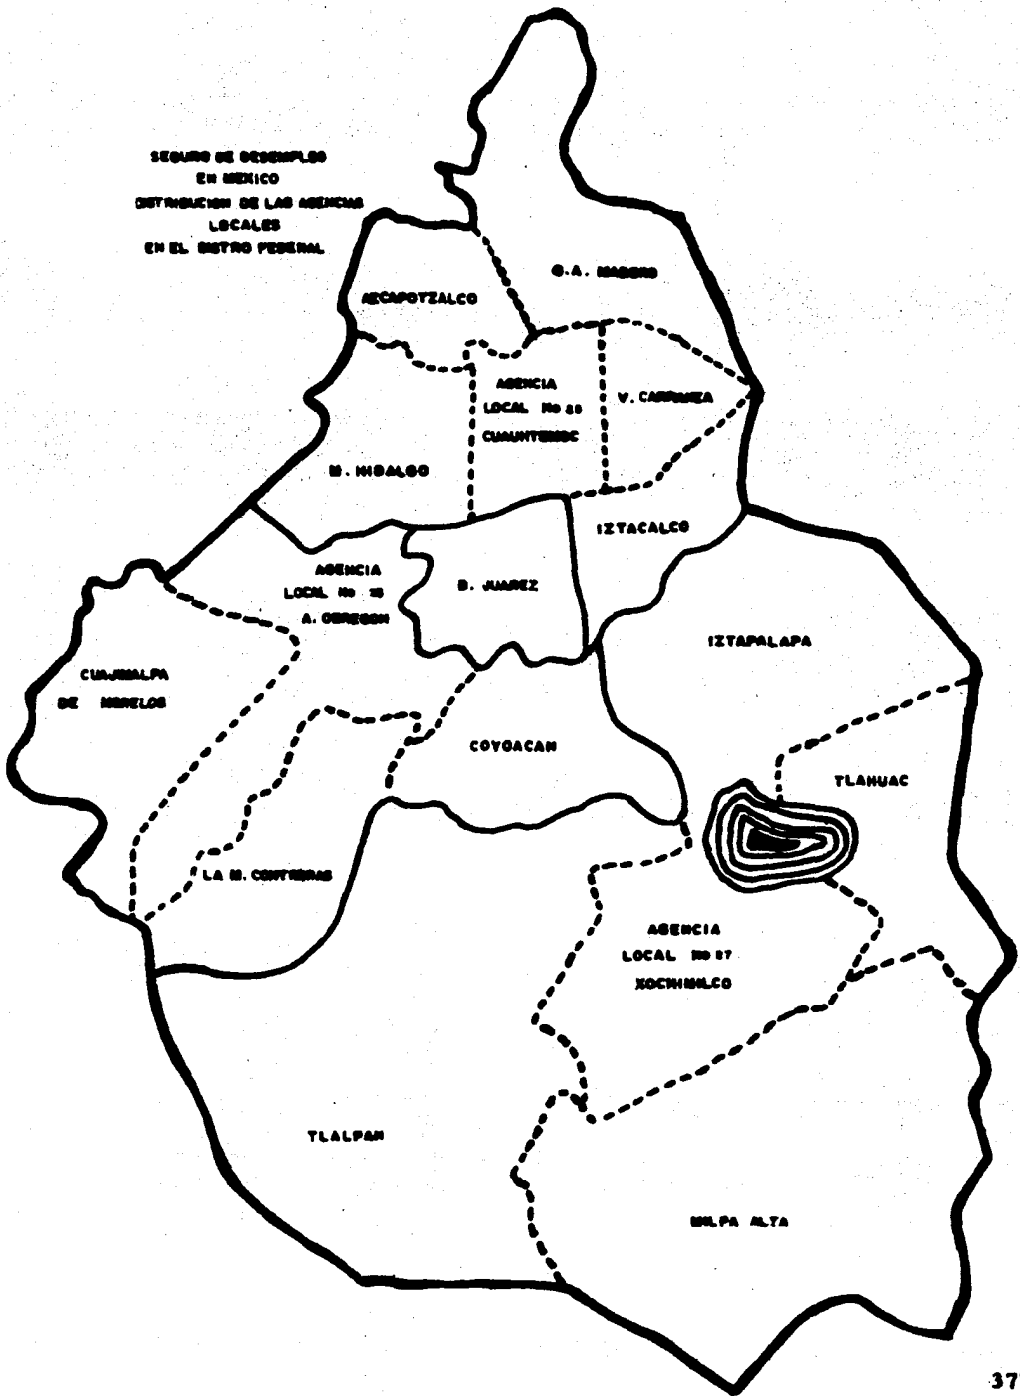 SEGURO DE DESEMPLEO
EN MEXICO
DISTRIBUCION DE LAS AGENCIAS
LOCALES
EN EL DISTRO FEDERAL
G.A. MADERO
AZCAPOTZALCO
AGENCIA
LOCAL No
CUAUHTEMOC
V. CARRANZA
M. HIDALGO
IZTACALCO
AGENCIA
LOCAL No
A. OBREGON
B. JUAREZ
IZTAPALAPA
CUAJIMALPA
DE MORELOS
COYOACAN
TLAHUAC
LA M. CONTRERAS
AGENCIA
LOCAL No 27
XOCHIMILCO
TLALPAN
MILPA ALTA
37